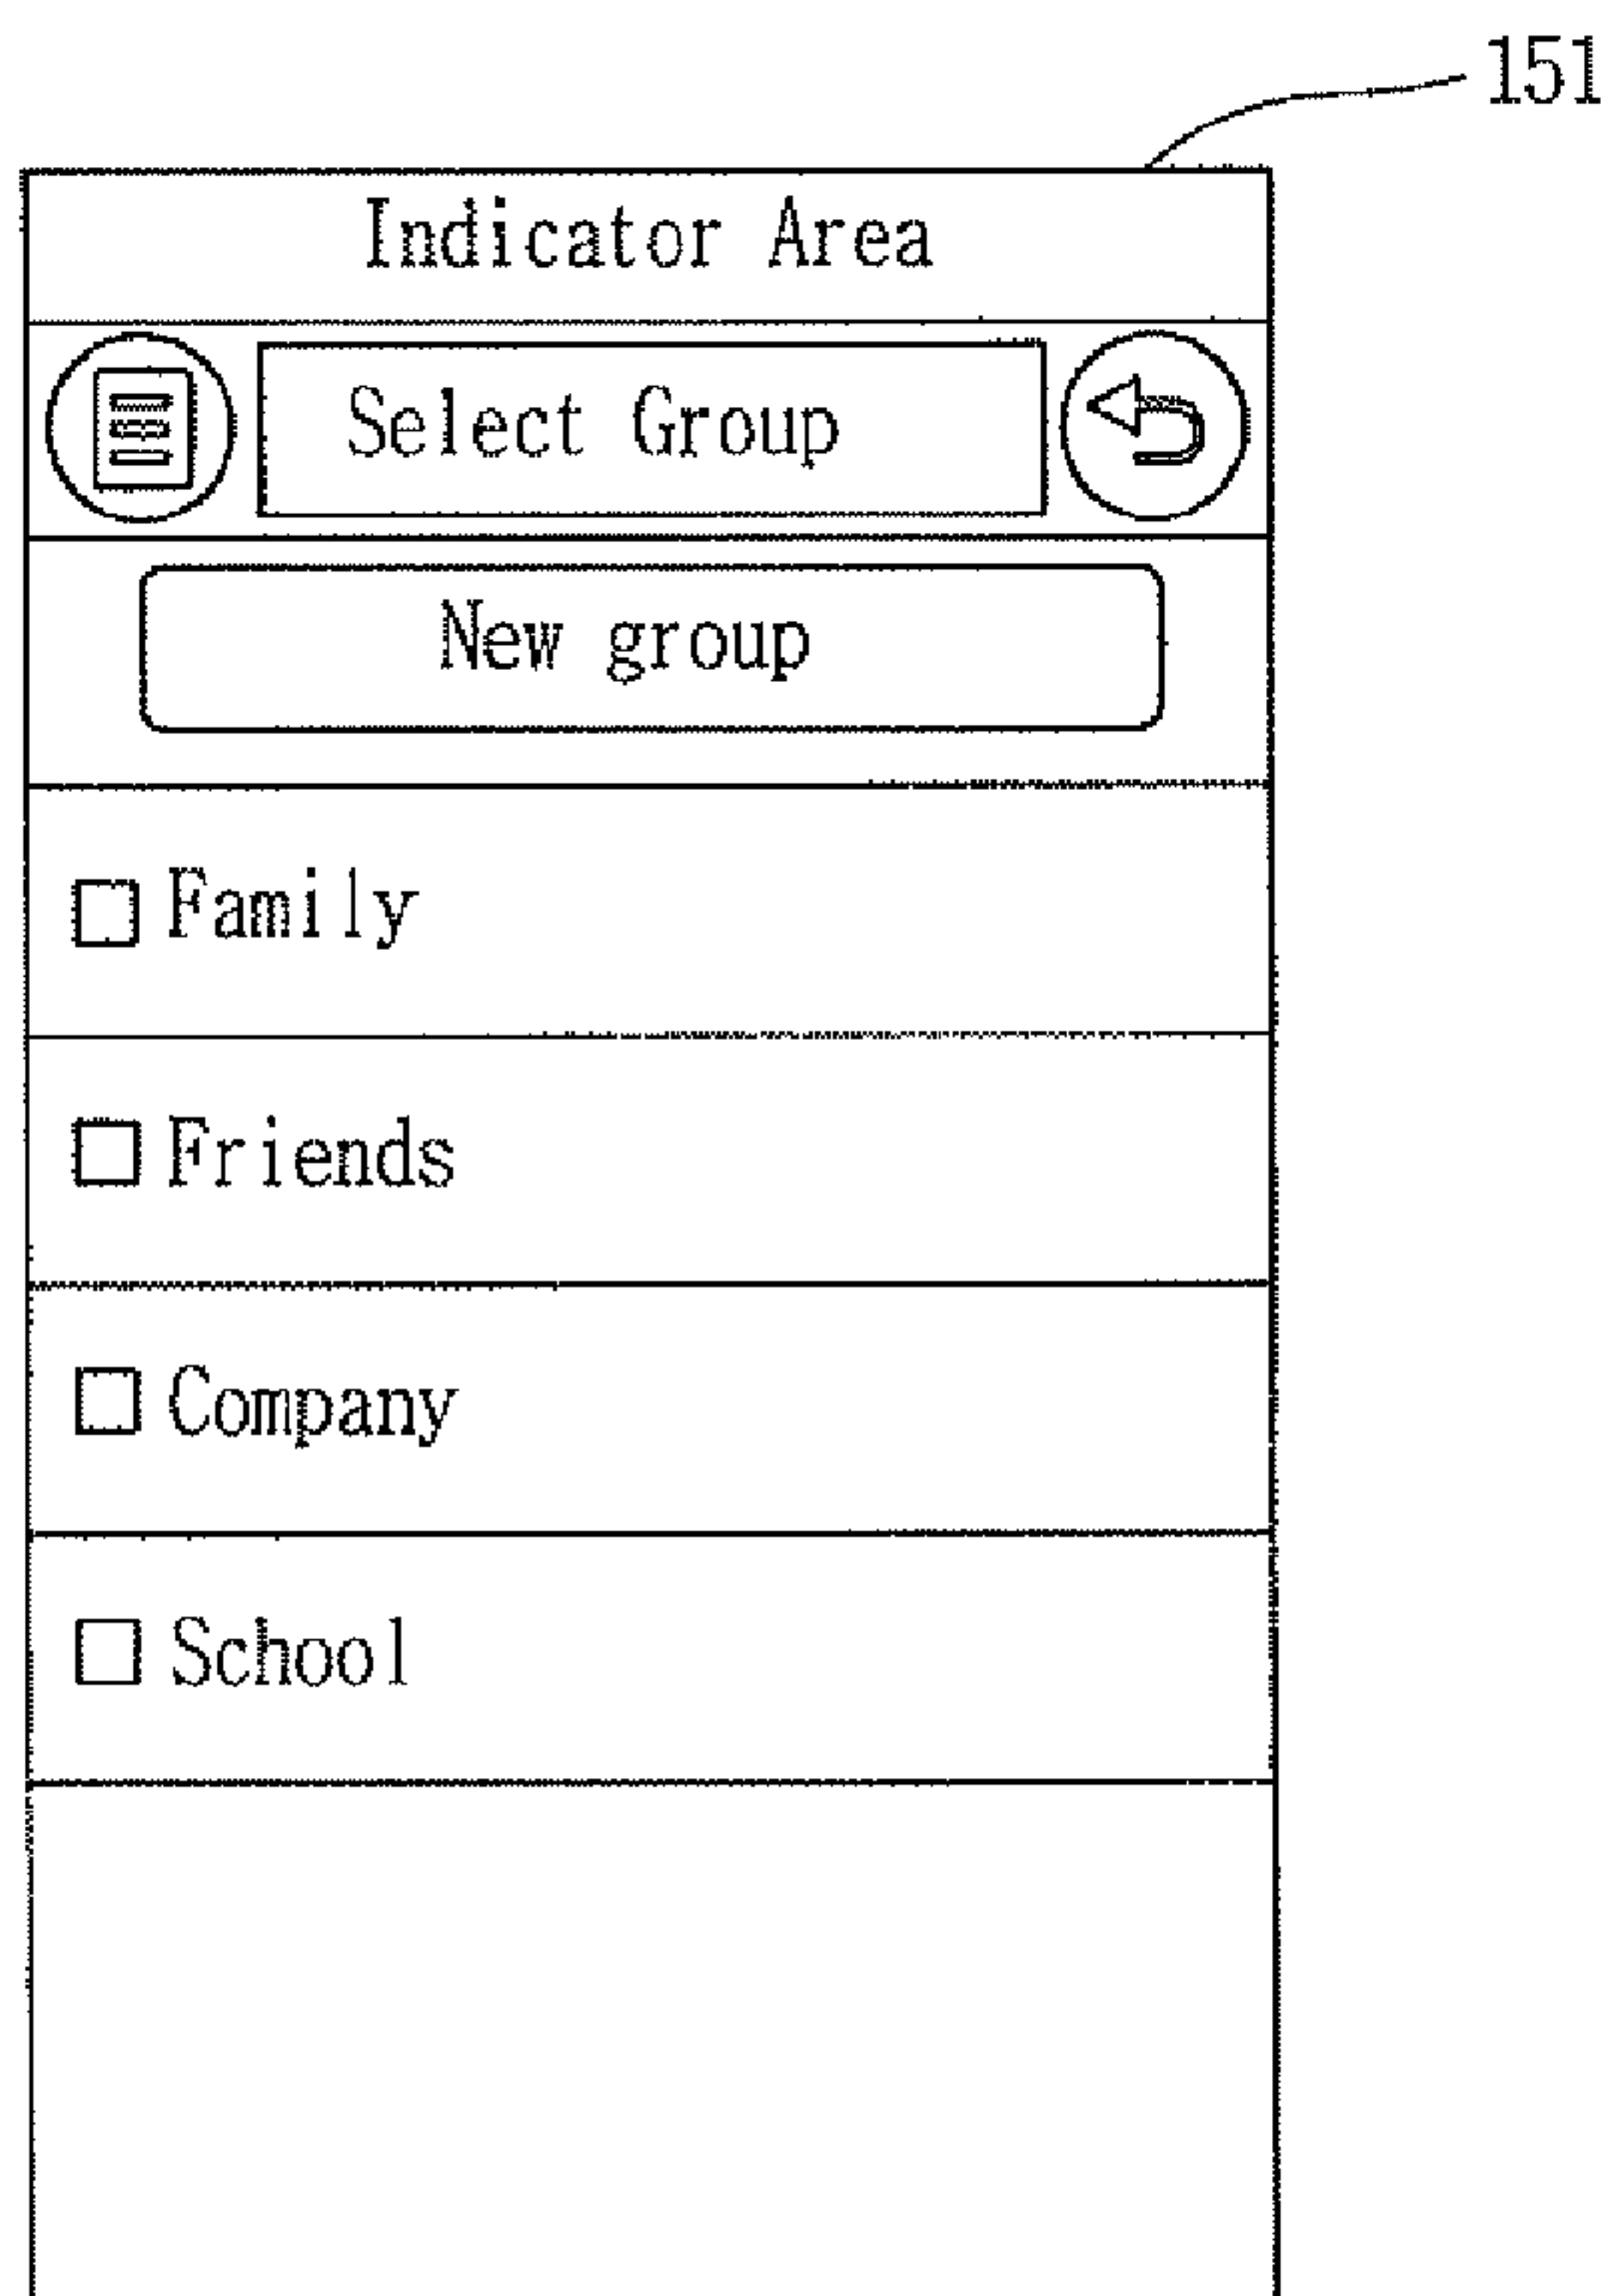 151
Indicator Area
Select Group
New group
Family
Friends
Company
School